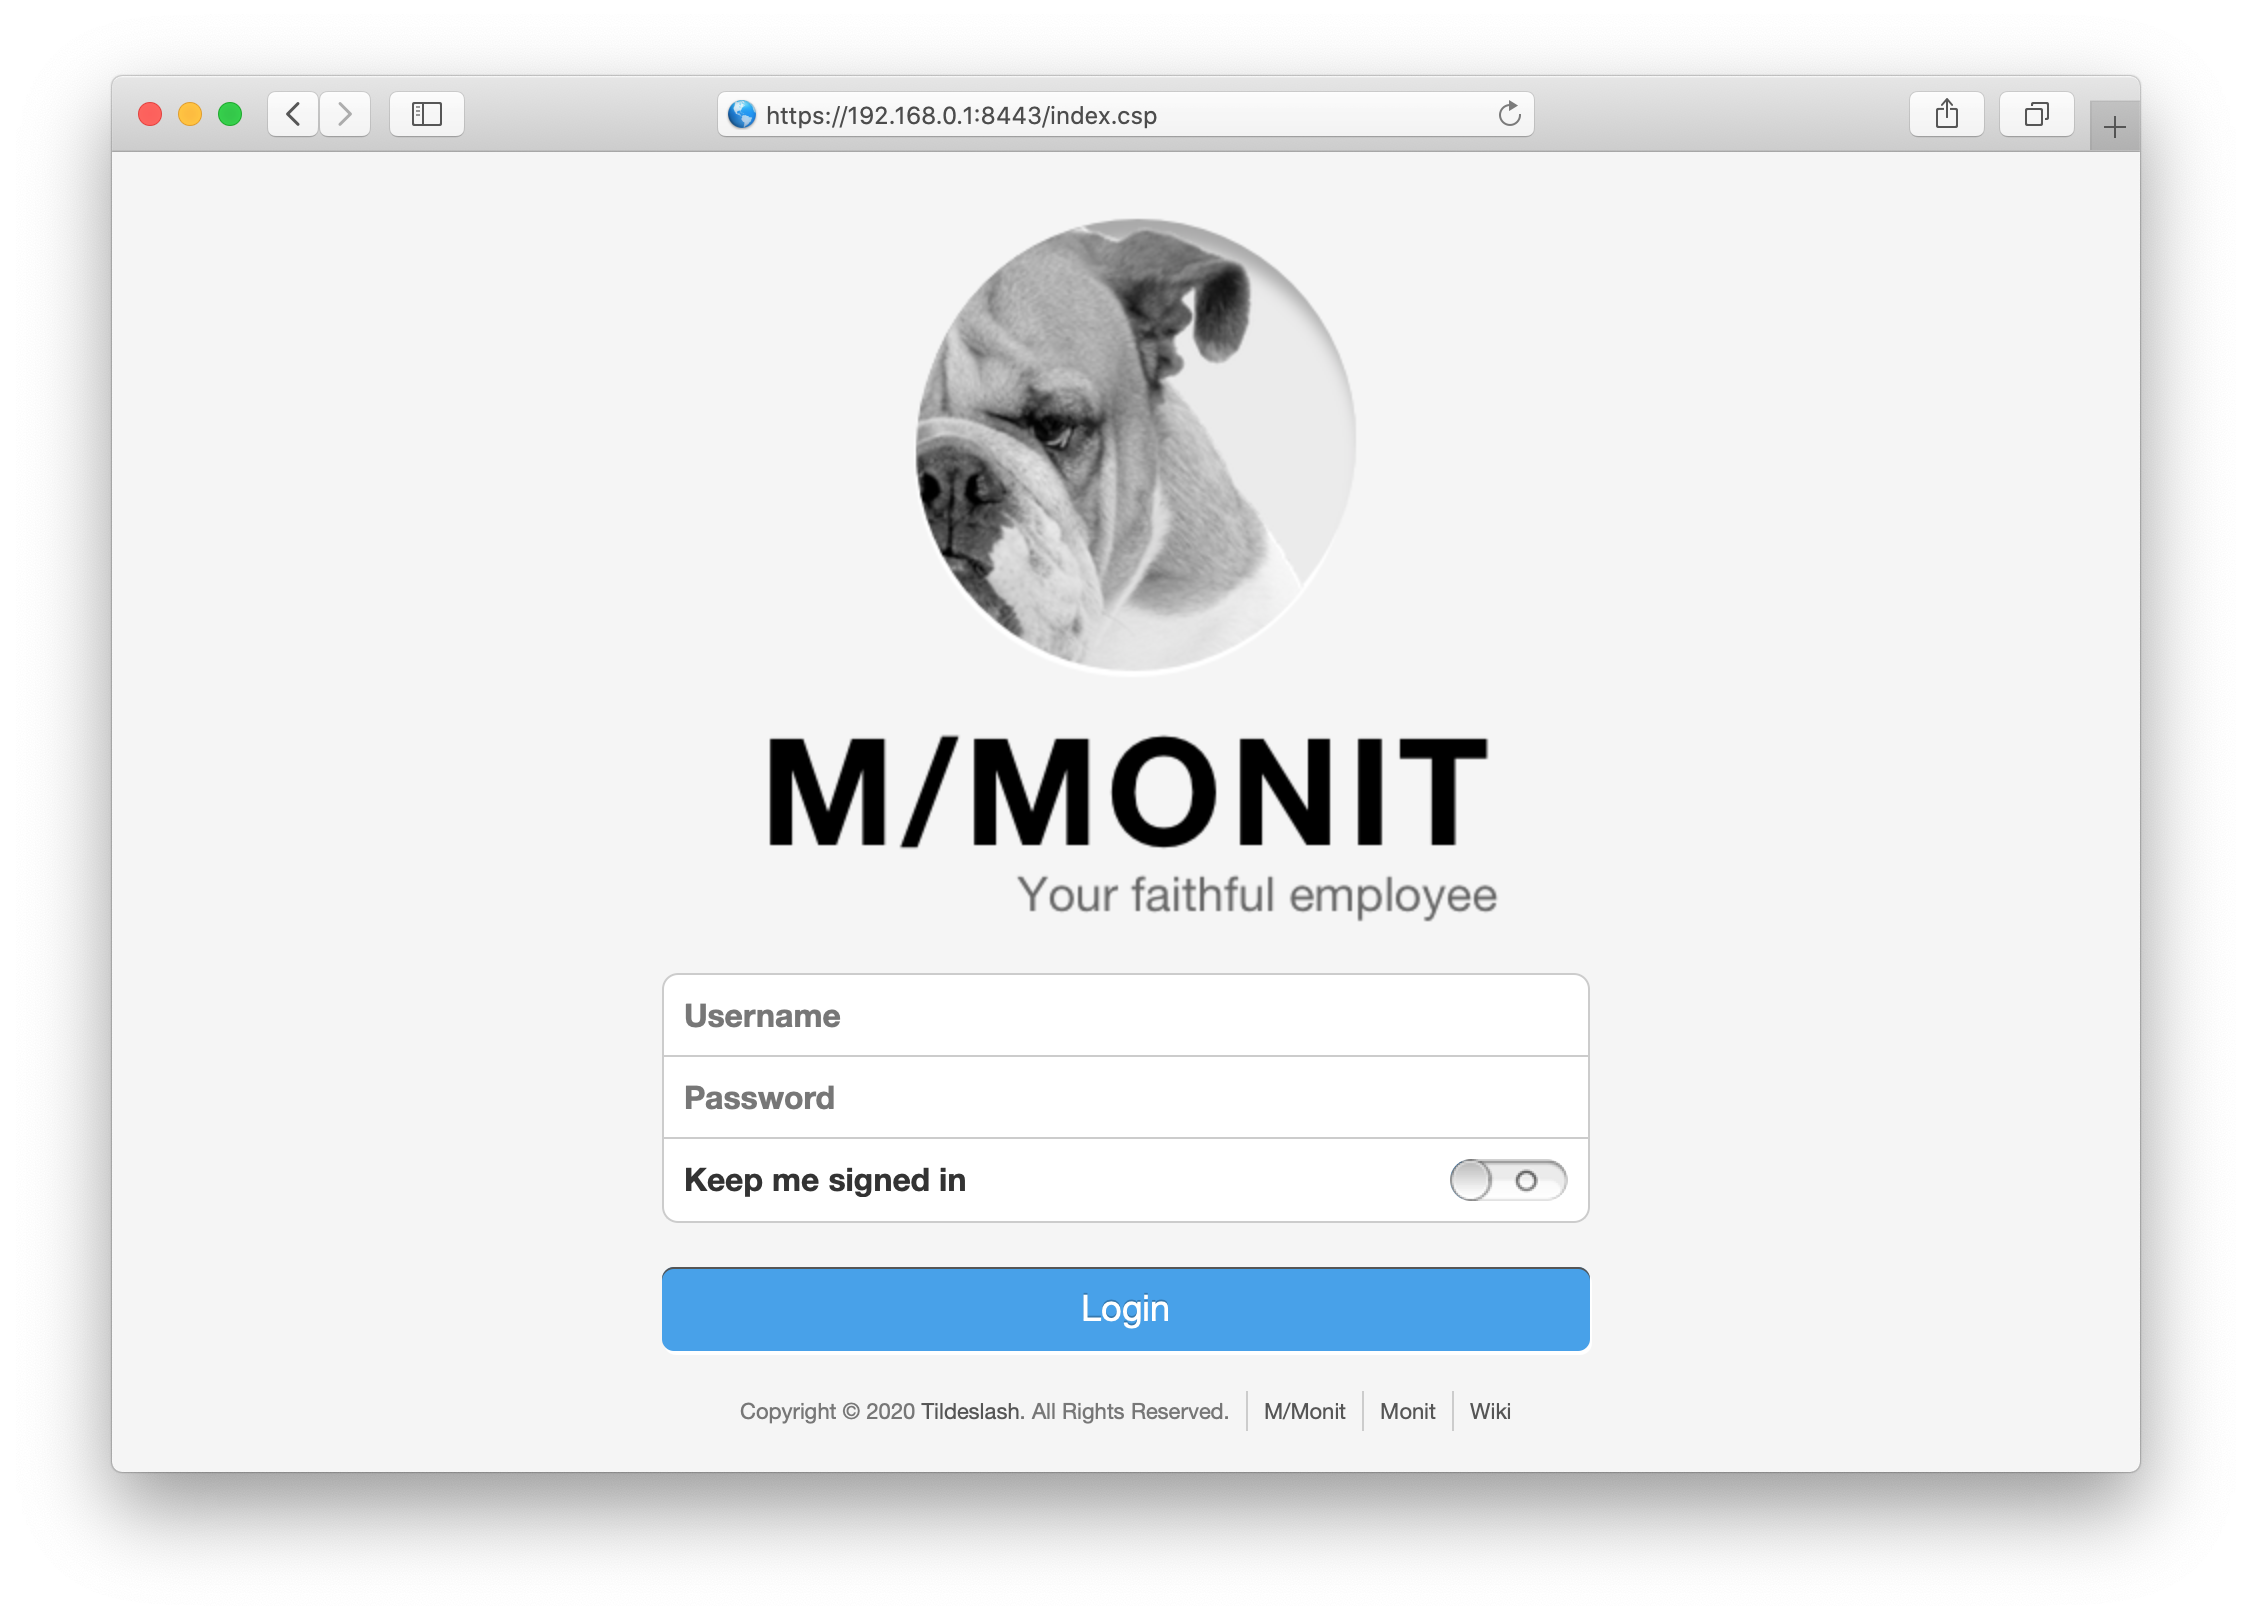 https://192.168.0.1:8443/index.csp
M/MONIT
Your faithful employee
Username
Password
Keep me signed in
Login
Copyright © 2020 Tildeslash. All Rights Reserved. M/Monit Monit Wiki